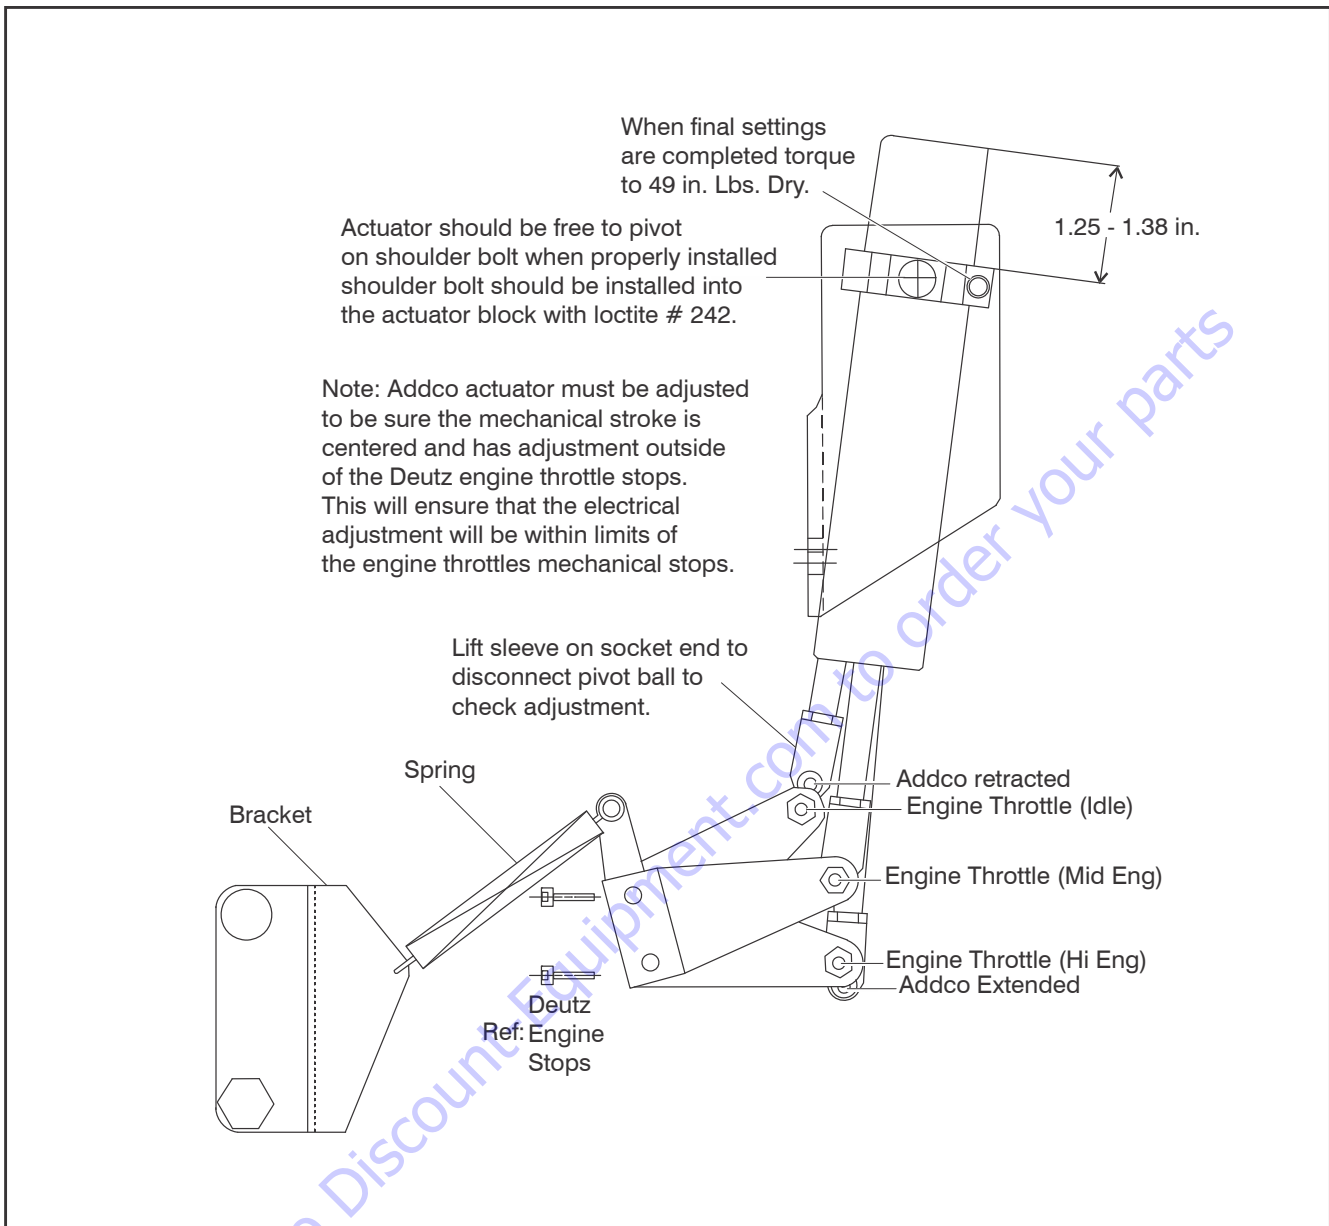 When final settings
are completed torque
to 49 in. Lbs. Dry.
1.25 - 1.38 in.
Actuator should be free to pivot
on shoulder bolt when properly installed
shoulder bolt should be installed into
the actuator block with loctite # 242.
Note: Addco actuator must be adjusted
to be sure the mechanical stroke is
centered and has adjustment outside
of the Deutz engine throttle stops.
This will ensure that the electrical
adjustment will be within limits of
the engine throttles mechanical stops.
Lift sleeve on socket end to
disconnect pivot ball to
check adjustment.
Spring
Bracket
Addco retracted
Engine Throttle (Idle)
Engine Throttle (Mid Eng)
Engine Throttle (Hi Eng)
Addco Extended
Deutz
Ref: Engine
Stops
Discount-Equipment.com to order your parts